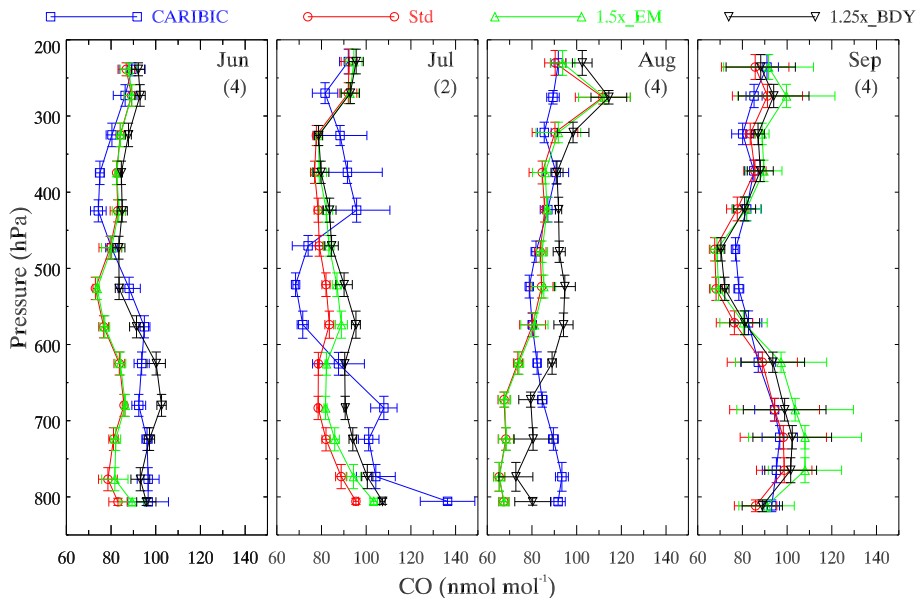 CARIBIC Std 1.5x_EM 1.25x_BDY
Jun
(4)
Jul
(2)
Aug
(4)
Sep
(4)
Pressure (hPa)
200
300
400
500
600
700
800
60 80 100 120 140
60 80 100 120 140
60 80 100 120 140
60 80 100 120 140
CO (nmol mol⁻¹)